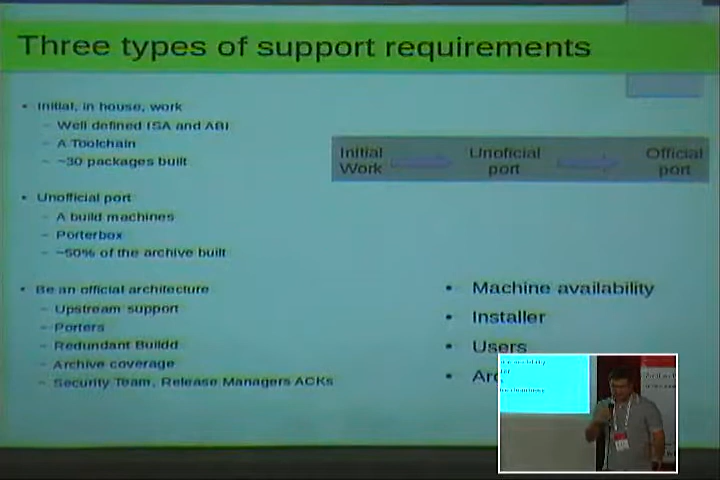 Three types of support requirements
• Initial, in house, work
– Well defined ISA and ABI
– A Toolchain
– ~30 packages built
• Unofficial port
– A build machines
– Porterbox
– ~50% of the archive built
• Be an official architecture
– Upstream support
– Porters
– Redundant Buildd
– Archive coverage
– Security Team, Release Managers ACKs
Initial Work
Unoficial port
Official port
• Machine availability
• Installer
• Users